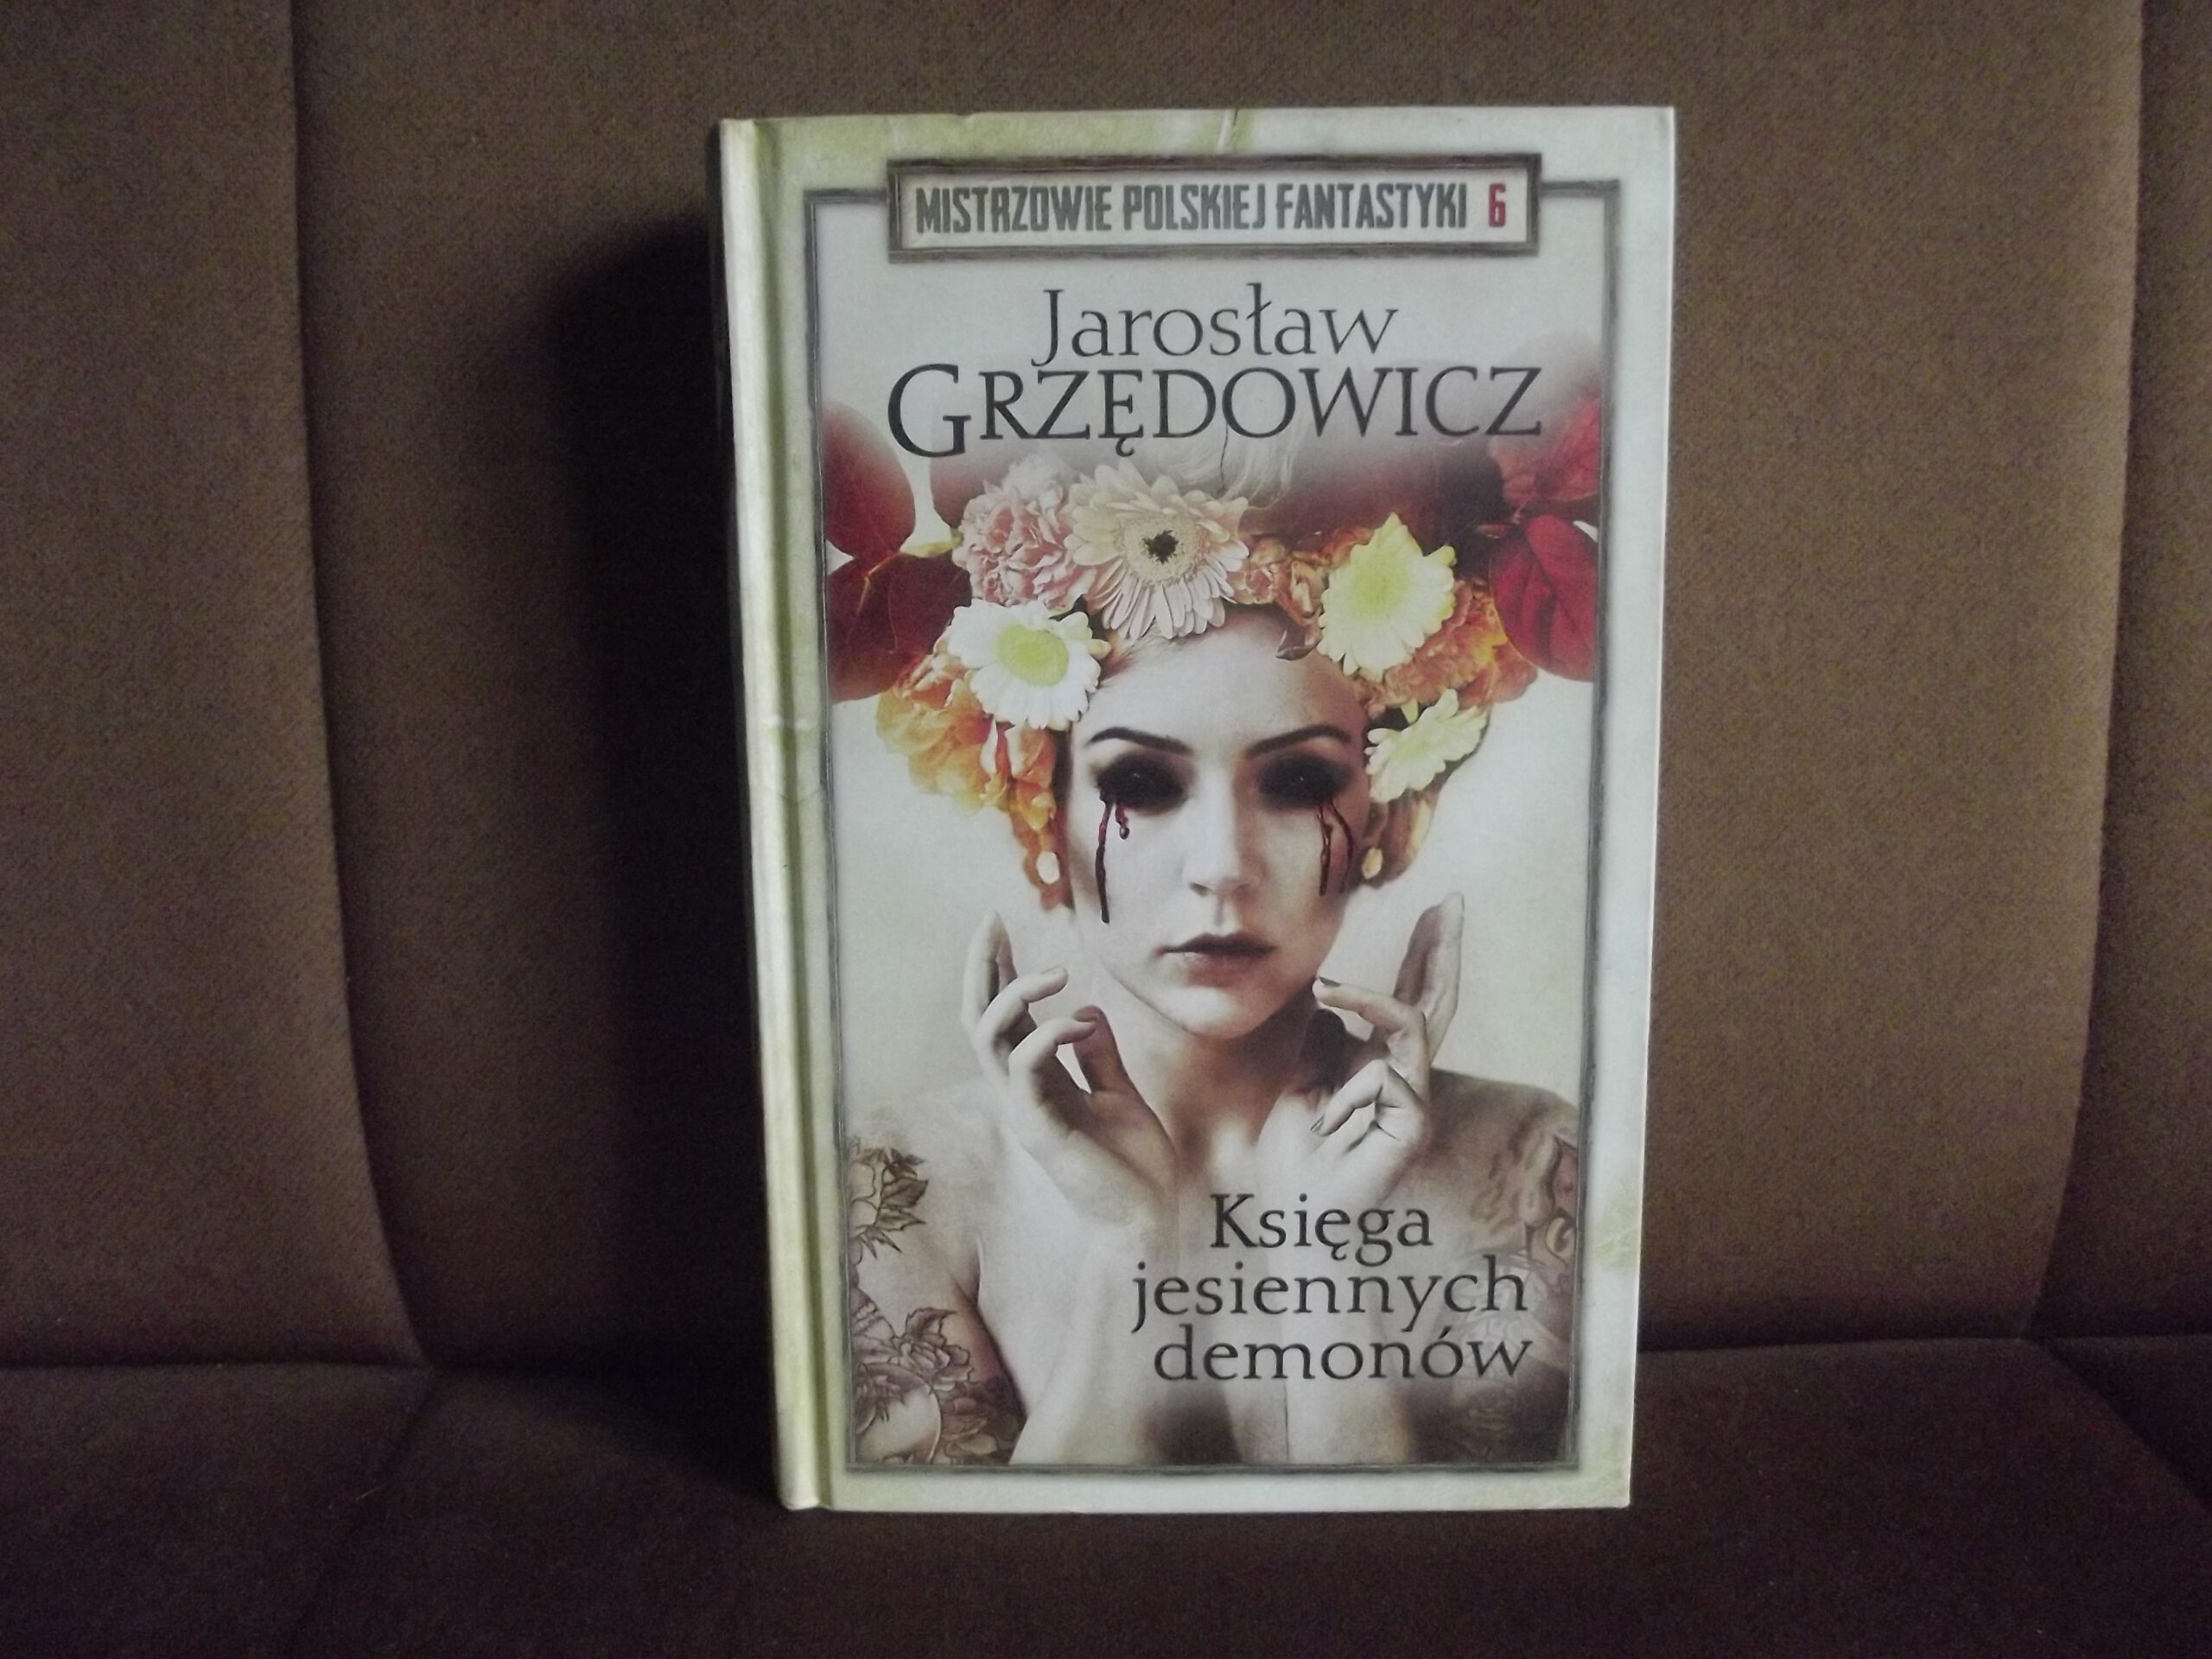 MISTRZOWIE POLSKIEJ FANTASTYKI 6
Jarosław
GRZĘDOWICZ
Księga
jesiennych
demonów